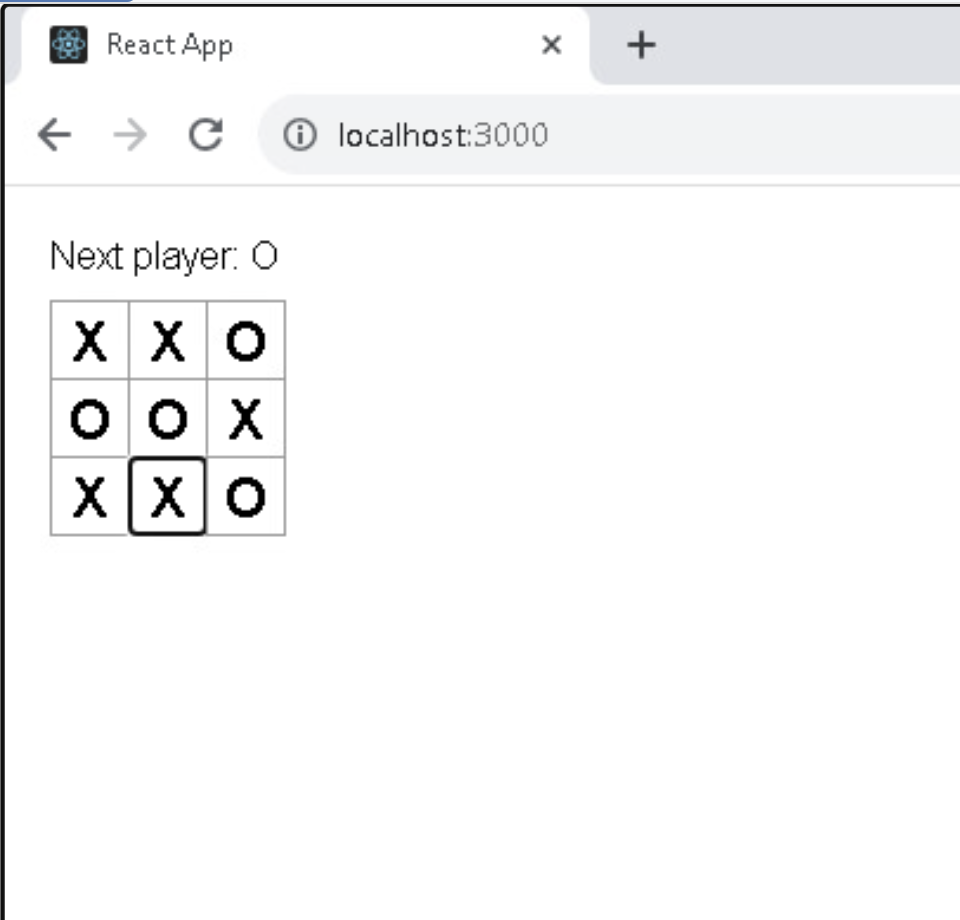 React App
localhost:3000
Next player: O
X X O
O O X
X X O